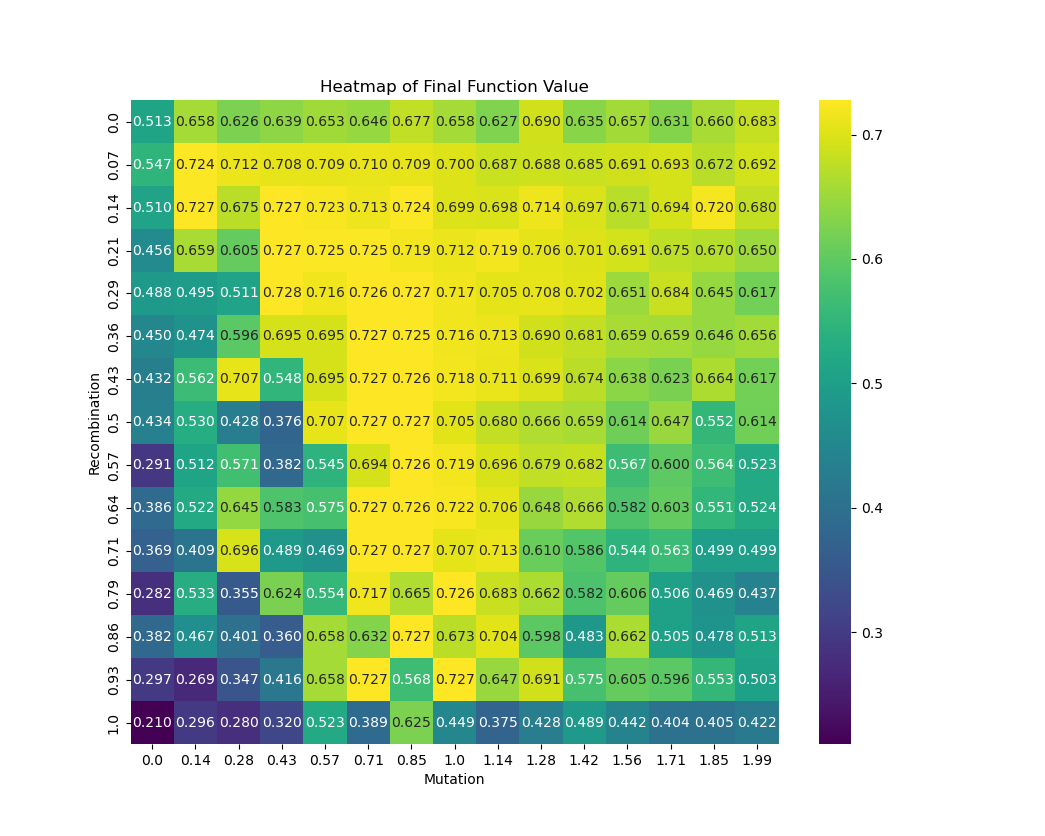 Heatmap of Final Function Value
0.0 0.513 0.658 0.626 0.639 0.653 0.646 0.677 0.658 0.627 0.690 0.635 0.657 0.631 0.660 0.683
0.07 0.547 0.724 0.712 0.708 0.709 0.710 0.709 0.700 0.687 0.688 0.685 0.691 0.693 0.672 0.692
0.14 0.510 0.727 0.675 0.727 0.723 0.713 0.724 0.699 0.698 0.714 0.697 0.671 0.694 0.720 0.680
0.21 0.456 0.659 0.605 0.727 0.725 0.725 0.719 0.712 0.719 0.706 0.701 0.691 0.675 0.670 0.650
0.29 0.488 0.495 0.511 0.728 0.716 0.726 0.727 0.717 0.705 0.708 0.702 0.651 0.684 0.645 0.617
0.36 0.450 0.474 0.596 0.695 0.695 0.727 0.725 0.716 0.713 0.690 0.681 0.659 0.659 0.646 0.656
0.43 0.432 0.562 0.707 0.548 0.695 0.727 0.726 0.718 0.711 0.699 0.674 0.638 0.623 0.664 0.617
0.5 0.434 0.530 0.428 0.376 0.707 0.727 0.727 0.705 0.680 0.666 0.659 0.614 0.647 0.552 0.614
0.57 0.291 0.512 0.571 0.382 0.545 0.694 0.726 0.719 0.696 0.679 0.682 0.567 0.600 0.564 0.523
0.64 0.386 0.522 0.645 0.583 0.575 0.727 0.726 0.722 0.706 0.648 0.666 0.582 0.603 0.551 0.524
0.71 0.369 0.409 0.696 0.489 0.469 0.727 0.727 0.707 0.713 0.610 0.586 0.544 0.563 0.499 0.499
0.79 0.282 0.533 0.355 0.624 0.554 0.717 0.665 0.726 0.683 0.662 0.582 0.606 0.506 0.469 0.437
0.86 0.382 0.467 0.401 0.360 0.658 0.632 0.727 0.673 0.704 0.598 0.483 0.662 0.505 0.478 0.513
0.93 0.297 0.269 0.347 0.416 0.658 0.727 0.568 0.727 0.647 0.691 0.575 0.605 0.596 0.553 0.503
1.0 0.210 0.296 0.280 0.320 0.523 0.389 0.625 0.449 0.375 0.428 0.489 0.442 0.404 0.405 0.422
0.0 0.14 0.28 0.43 0.57 0.71 0.85 1.0 1.14 1.28 1.42 1.56 1.71 1.85 1.99
Mutation
Recombination
0.7
0.6
0.5
0.4
0.3